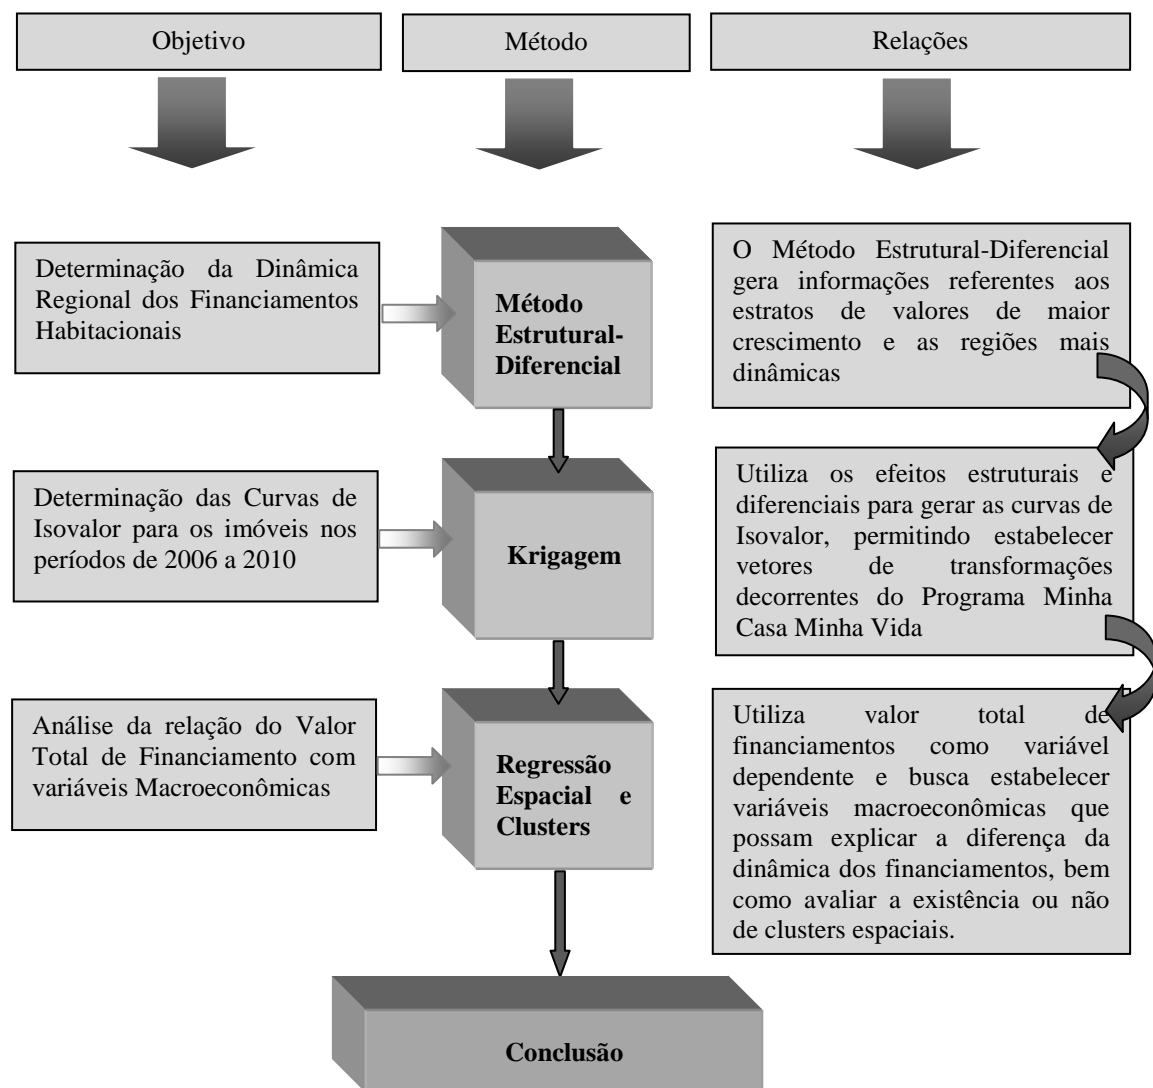 Objetivo
Método
Relações
Determinação da Dinâmica
Regional dos Financiamentos
Habitacionais
Método
Estrutural-
Diferencial
O Método Estrutural-Diferencial
gera informações referentes aos
estratos de valores de maior
crescimento e as regiões mais
dinâmicas
Determinação das Curvas de
Isovalor para os imóveis nos
períodos de 2006 a 2010
Krigagem
Utiliza os efeitos estruturais e
diferenciais para gerar as curvas de
Isovalor, permitindo estabelecer
vetores de transformações
decorrentes do Programa Minha
Casa Minha Vida
Análise da relação do Valor
Total de Financiamento com
variáveis Macroeconômicas
Regressão
Espacial e
Clusters
Utiliza valor total de
financiamentos como variável
dependente e busca estabelecer
variáveis macroeconômicas que
possam explicar a diferença da
dinâmica dos financiamentos, bem
como avaliar a existência ou não
de clusters espaciais.
Conclusão